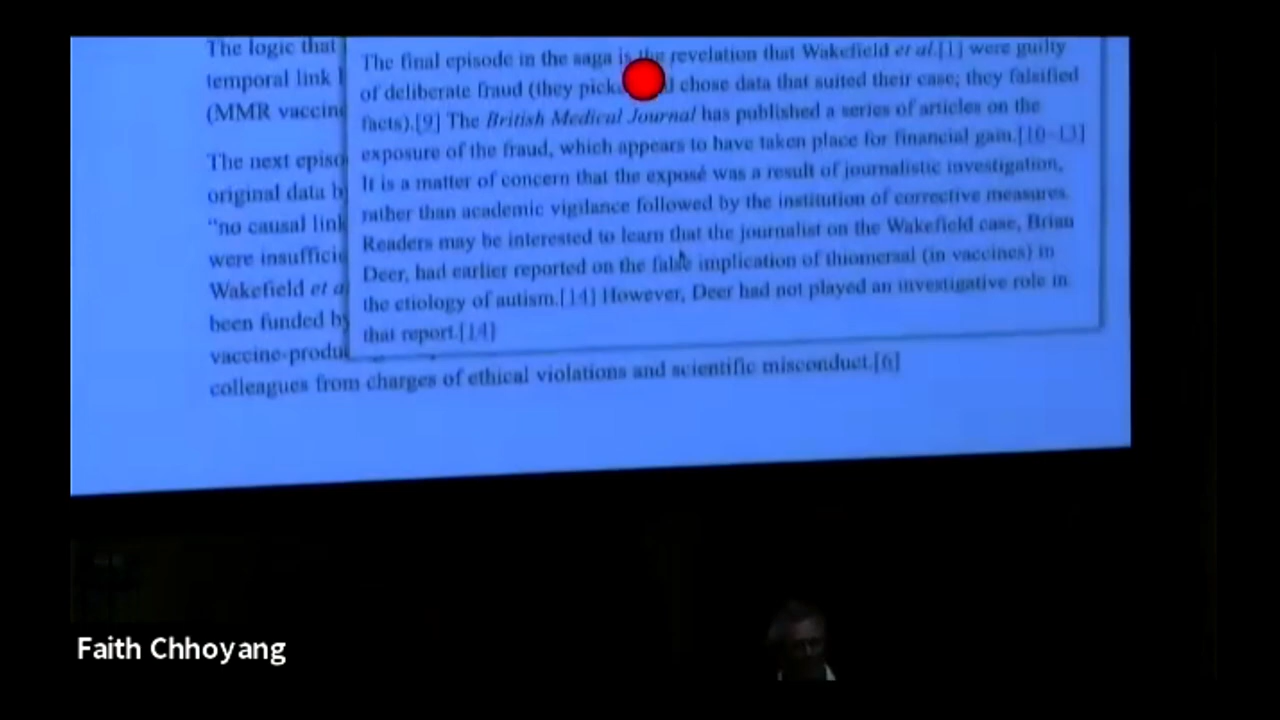 The logic that
temporal link
(MMR vaccine
The next episo
original data b
"no causal link
were insufficie
Wakefield et a
been funded by
vaccine-produ
The final episode in the saga is the revelation that Wakefield et al.[1] were guilty
of deliberate fraud (they pick chose data that suited their case; they falsified
facts).[9] The British Medical Journal has published a series of articles on the
exposure of the fraud, which appears to have taken place for financial gain.[10–13]
It is a matter of concern that the exposé was a result of journalistic investigation,
rather than academic vigilance followed by the institution of corrective measures.
Readers may be interested to learn that the journalist on the Wakefield case, Brian
Deer, had earlier reported on the false implication of thiomersal (in vaccines) in
the etiology of autism.[14] However, Deer had not played an investigative role in
that report.[14]
colleagues from charges of ethical violations and scientific misconduct.[6]
Faith Chhoyang